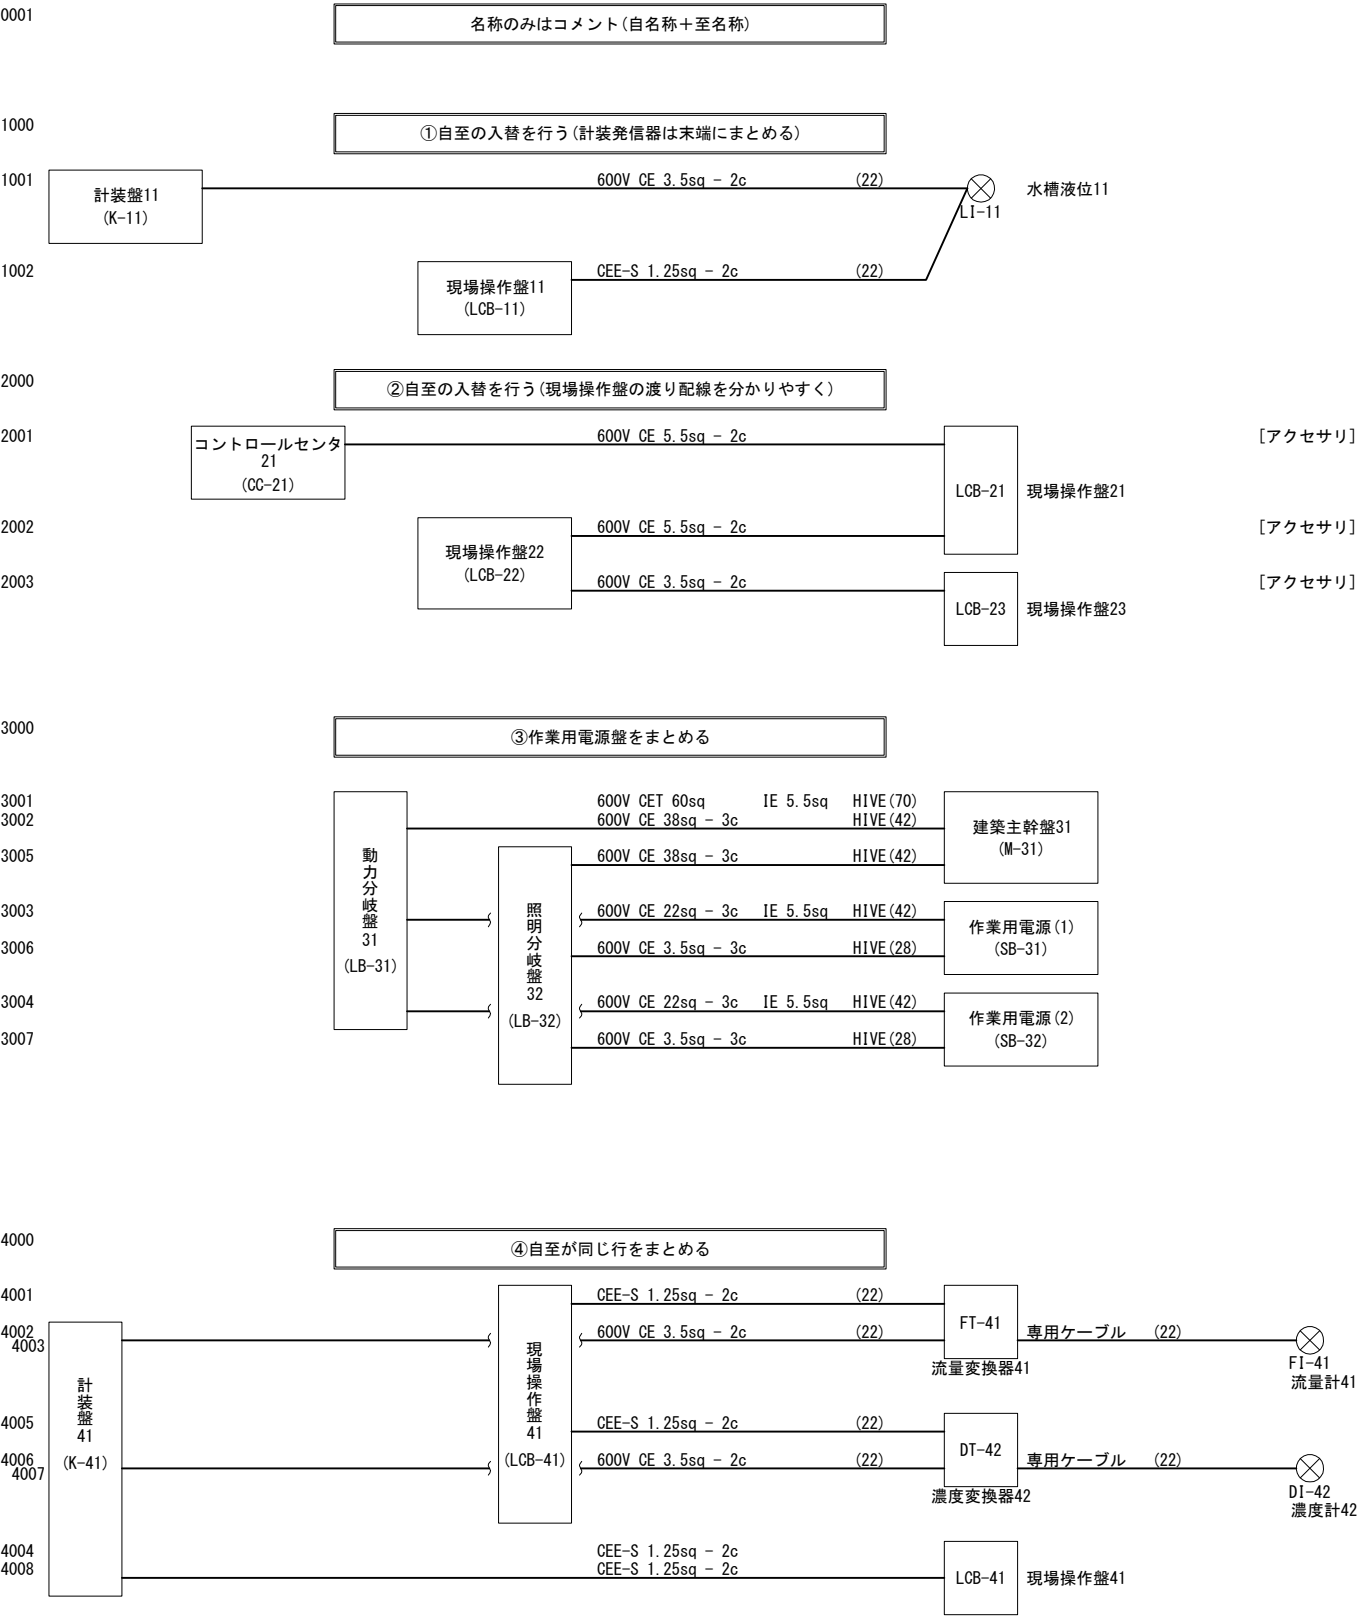 0001
名称のみはコメント(自名称＋至名称)
1000
①自至の入替を行う(計装発信器は末端にまとめる)
1001
計装盤11
(K-11)
600V CE 3.5sq - 2c (22)
LI-11
水槽液位11
1002
現場操作盤11
(LCB-11)
CEE-S 1.25sq - 2c (22)
2000
②自至の入替を行う(現場操作盤の渡り配線を分かりやすく)
2001
コントロールセンタ
21
(CC-21)
600V CE 5.5sq - 2c
[アクセサリ]
LCB-21
現場操作盤21
2002
現場操作盤22
(LCB-22)
600V CE 5.5sq - 2c
[アクセサリ]
2003
600V CE 3.5sq - 2c
[アクセサリ]
LCB-23
現場操作盤23
3000
③作業用電源盤をまとめる
3001
600V CET 60sq IE 5.5sq HIVE(70)
3002
600V CE 38sq - 3c HIVE(42)
建築主幹盤31
(M-31)
3005
600V CE 38sq - 3c HIVE(42)
動力分岐盤31
(LB-31)
照明分岐盤32
(LB-32)
3003
600V CE 22sq - 3c IE 5.5sq HIVE(42)
作業用電源(1)
(SB-31)
3006
600V CE 3.5sq - 3c HIVE(28)
3004
600V CE 22sq - 3c IE 5.5sq HIVE(42)
作業用電源(2)
(SB-32)
3007
600V CE 3.5sq - 3c HIVE(28)
4000
④自至が同じ行をまとめる
4001
CEE-S 1.25sq - 2c (22)
FT-41
流量変換器41
4002
4003
600V CE 3.5sq - 2c (22)
専用ケーブル (22)
FI-41
流量計41
計装盤41
(K-41)
現場操作盤41
(LCB-41)
4005
CEE-S 1.25sq - 2c (22)
DT-42
濃度変換器42
4006
4007
600V CE 3.5sq - 2c (22)
専用ケーブル (22)
DI-42
濃度計42
4004
CEE-S 1.25sq - 2c
4008
CEE-S 1.25sq - 2c
LCB-41
現場操作盤41